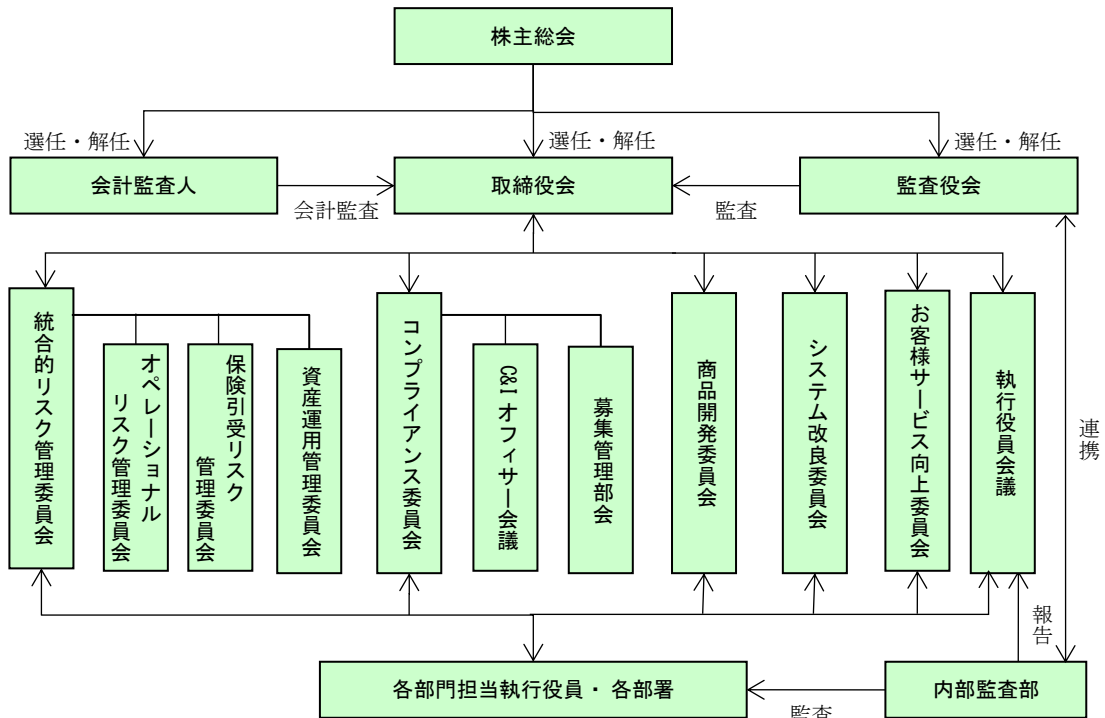 株主総会
選任・解任
選任・解任
選任・解任
会計監査人
取締役会
監査役会
会計監査
監査
統合的リスク管理委員会
オペレーショナル
リスク管理委員会
保険引受リスク
管理委員会
資産運用管理委員会
コンプライアンス委員会
C&I オフィサー会議
募集管理部会
商品開発委員会
システム改良委員会
お客様サービス向上委員会
執行役員会議
連携
報告
各部門担当執行役員・各部署
内部監査部
監査